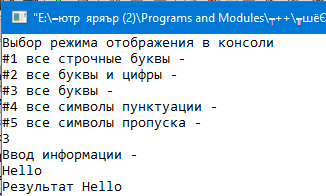 "E:\━ютр  яряър (2)\Programs and Modules\┬++\
Выбор режима отображения в консоли
#1 все строчные буквы -
#2 все буквы и цифры -
#3 все буквы -
#4 все символы пунктуации -
#5 все символы пропуска -
3
Ввод информации -
Hello
Результат Hello